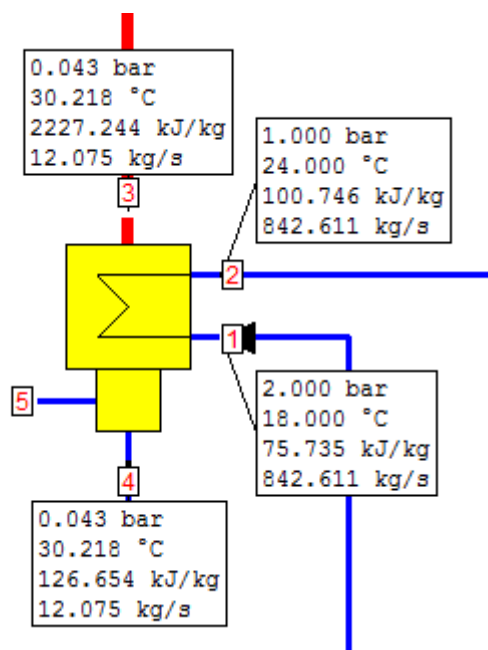 0.043 bar
30.218 °C
2227.244 kJ/kg
12.075 kg/s
3
1.000 bar
24.000 °C
100.746 kJ/kg
842.611 kg/s
2
1
2.000 bar
18.000 °C
75.735 kJ/kg
842.611 kg/s
5
4
0.043 bar
30.218 °C
126.654 kJ/kg
12.075 kg/s